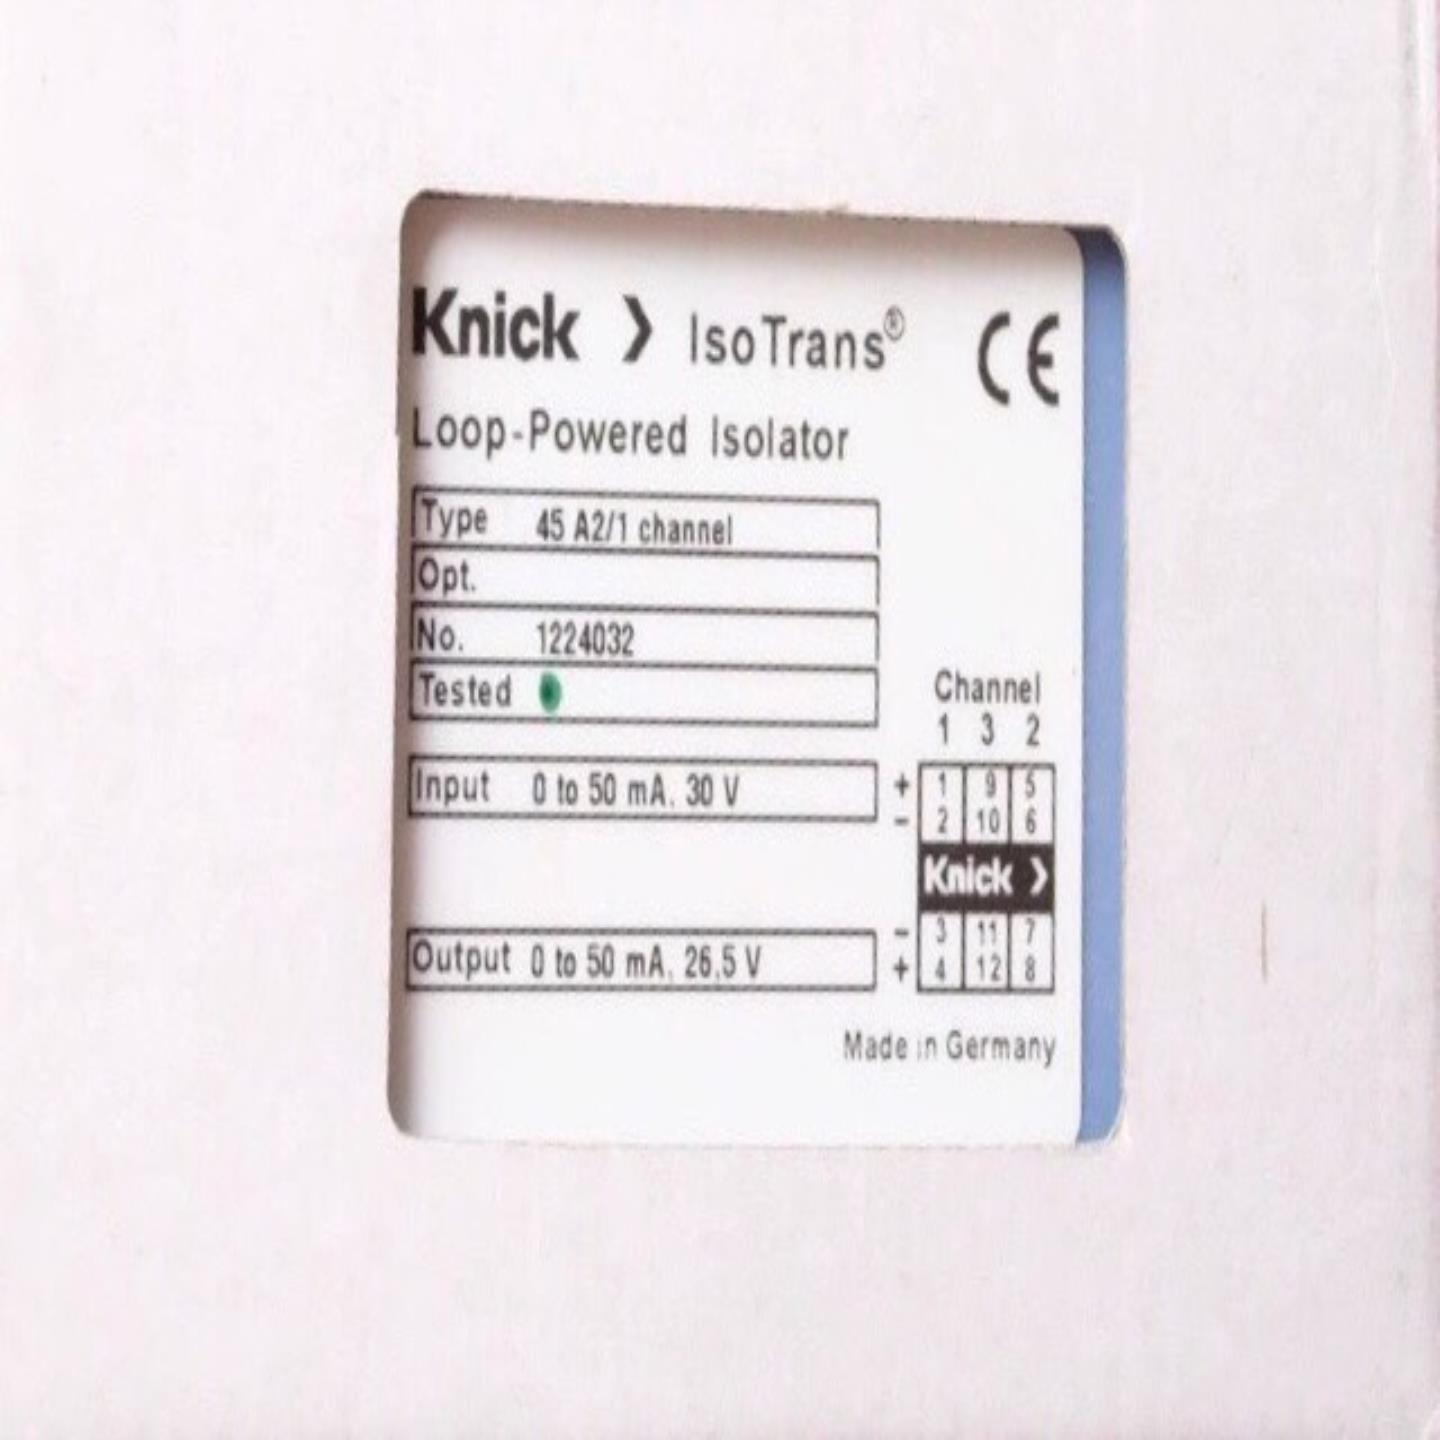 Knick > IsoTrans®
CE
Loop-Powered Isolator
Type 45 A2/1 channel
Opt.
No. 1224032
Tested
Channel
1 3 2
Input 0 to 50 mA, 30 V
+ 1 9 5
- 2 10 6
Knick >
- 3 11 7
Output 0 to 50 mA, 26,5 V
+ 4 12 8
Made in Germany